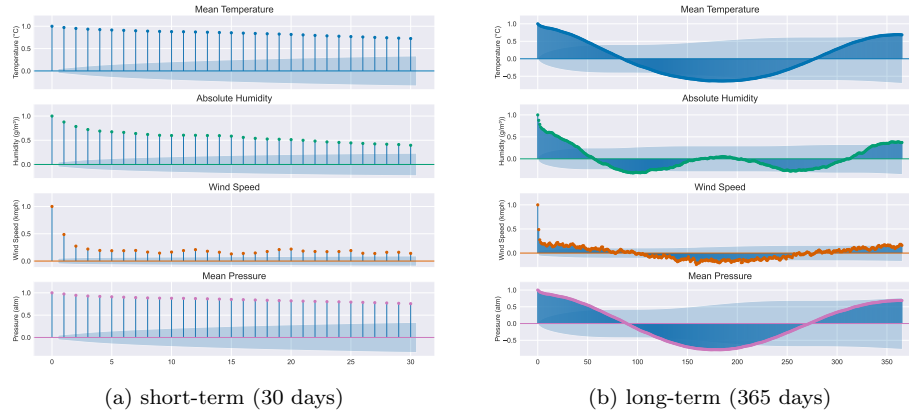 Mean Temperature
Temperature (°C)
1.0
0.5
0.0
Absolute Humidity
Humidity (g/m³))
1.0
0.5
0.0
Wind Speed
Wind Speed (kmph)
1.0
0.5
0.0
Mean Pressure
Pressure (atm)
1.0
0.5
0.0
0 5 10 15 20 25 30
(a) short-term (30 days)
Mean Temperature
Temperature (°C)
1.0
0.5
0.0
−0.5
Absolute Humidity
Humidity (g/m³))
1.0
0.5
0.0
Wind Speed
Wind Speed (kmph)
1.0
0.5
0.0
Mean Pressure
Pressure (atm)
1.0
0.5
0.0
−0.5
0 50 100 150 200 250 300 350
(b) long-term (365 days)